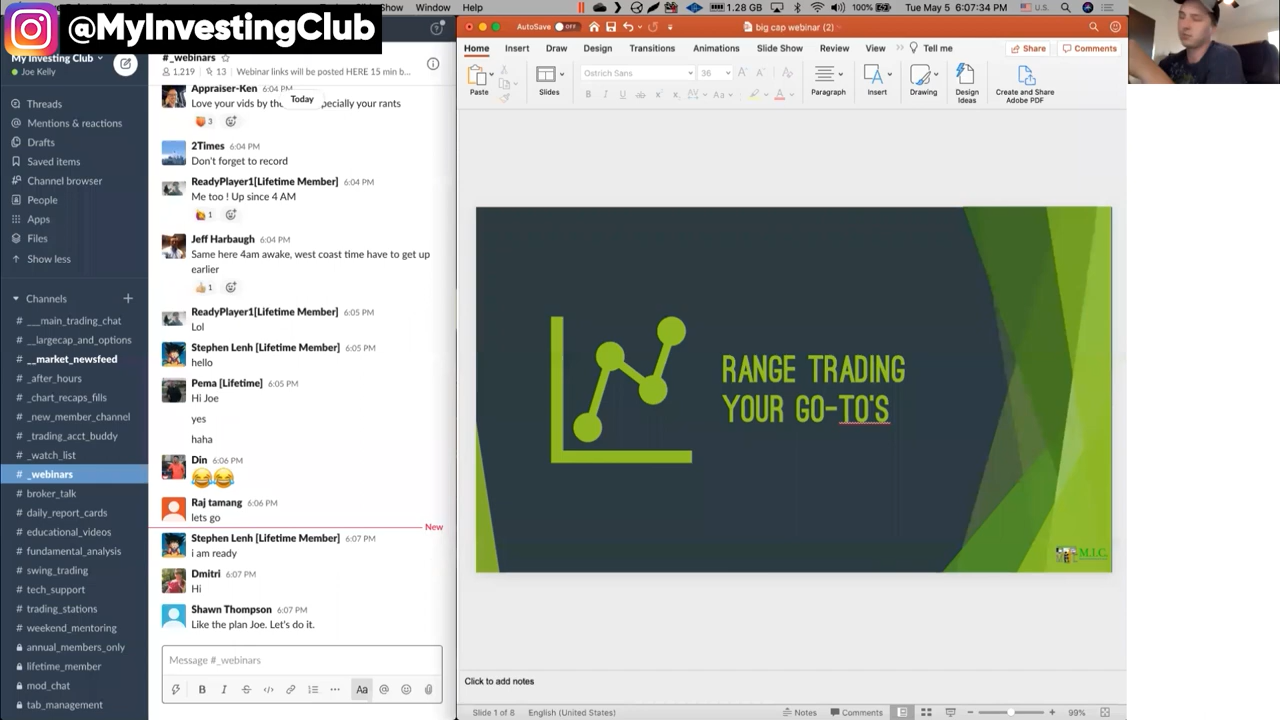 Show
Window
Help
1.28 GB
100%
Tue May 5 6:07:34 PM
U.S.
@MyInvestingClub
My Investing Club
Joe Kelly
Threads
Mentions & reactions
Drafts
Saved items
Channel browser
People
Apps
Files
Show less
Channels
# ___main_trading_chat
# __largecap_and_options
# __market_newsfeed
# _after_hours
# _chart_recaps_fills
# _new_member_channel
# _trading_acct_buddy
# _watch_list
# _webinars
# broker_talk
# daily_report_cards
# educational_videos
# fundamental_analysis
# swing_trading
# tech_support
# trading_stations
# weekend_mentoring
annual_members_only
lifetime_member
mod_chat
tab_management
#_webinars
1,219 13 Webinar links will be posted HERE 15 min b...
Appraiser-Ken 6:04 PM
Today
Love your vids by the pecially your rants
3
2Times 6:04 PM
Don't forget to record
ReadyPlayer1[Lifetime Member] 6:04 PM
Me too ! Up since 4 AM
1
Jeff Harbaugh 6:04 PM
Same here 4am awake, west coast time have to get up
earlier
1
ReadyPlayer1[Lifetime Member] 6:05 PM
Lol
Stephen Lenh [Lifetime Member] 6:05 PM
hello
Pema [Lifetime] 6:05 PM
Hi Joe
yes
haha
Din 6:06 PM
Raj tamang 6:06 PM
lets go
New
Stephen Lenh [Lifetime Member] 6:07 PM
i am ready
Dmitri 6:07 PM
Hi
Shawn Thompson 6:07 PM
Like the plan Joe. Let's do it.
Message #_webinars
B I S Aa @
AutoSave OFF
big cap webinar (2)
Home Insert Draw Design Transitions Animations Slide Show Review View Tell me
Share Comments
Ostrich Sans 36
Paste
Slides
Paragraph
Insert
Drawing
Design
Ideas
Create and Share
Adobe PDF
RANGE TRADING
YOUR GO-TO'S
M.I.C.
Click to add notes
Slide 1 of 8 English (United States) Notes Comments 99%